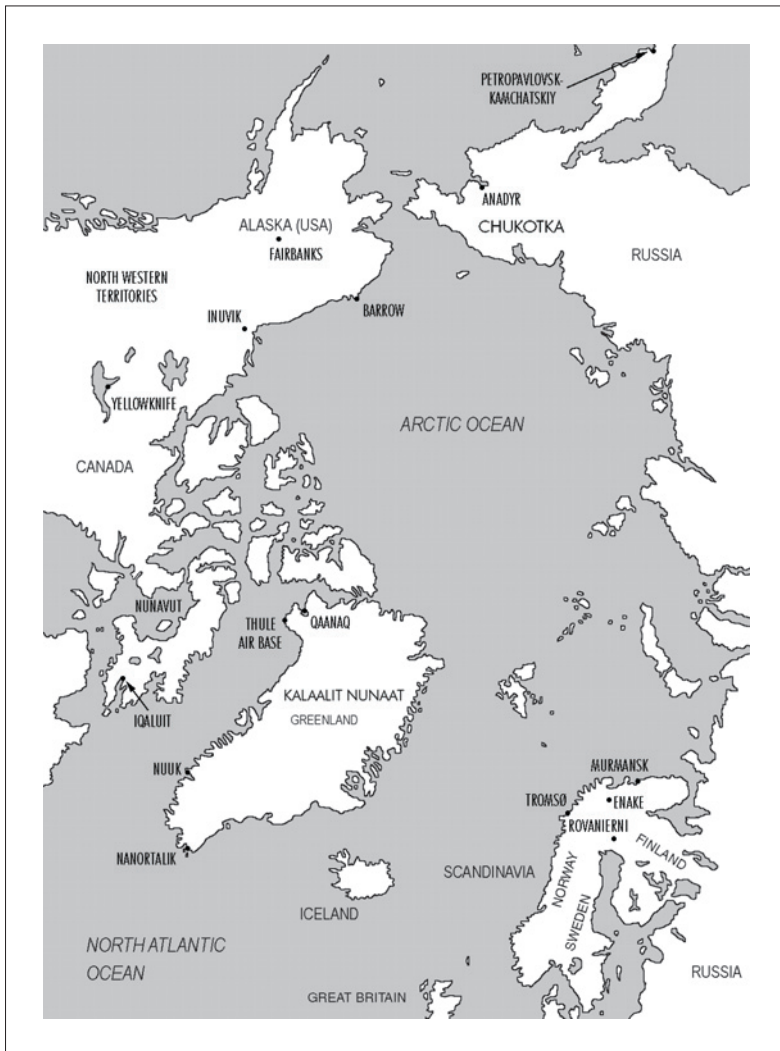 PETROPAVLOVSK-
KAMCHATSKIY
ANADYR
CHUKOTKA
RUSSIA
ALASKA (USA)
FAIRBANKS
NORTH WESTERN
TERRITORIES
BARROW
INUVIK
YELLOWKNIFE
ARCTIC OCEAN
CANADA
NUNAVUT
THULE
AIR BASE
QAANAQ
KALAALIT NUNAAT
GREENLAND
IQALUIT
NUUK
MURMANSK
TROMSØ
ENAKE
ROVANIERNI
NANORTALIK
FINLAND
SCANDINAVIA
NORWAY
SWEDEN
ICELAND
NORTH ATLANTIC
OCEAN
RUSSIA
GREAT BRITAIN